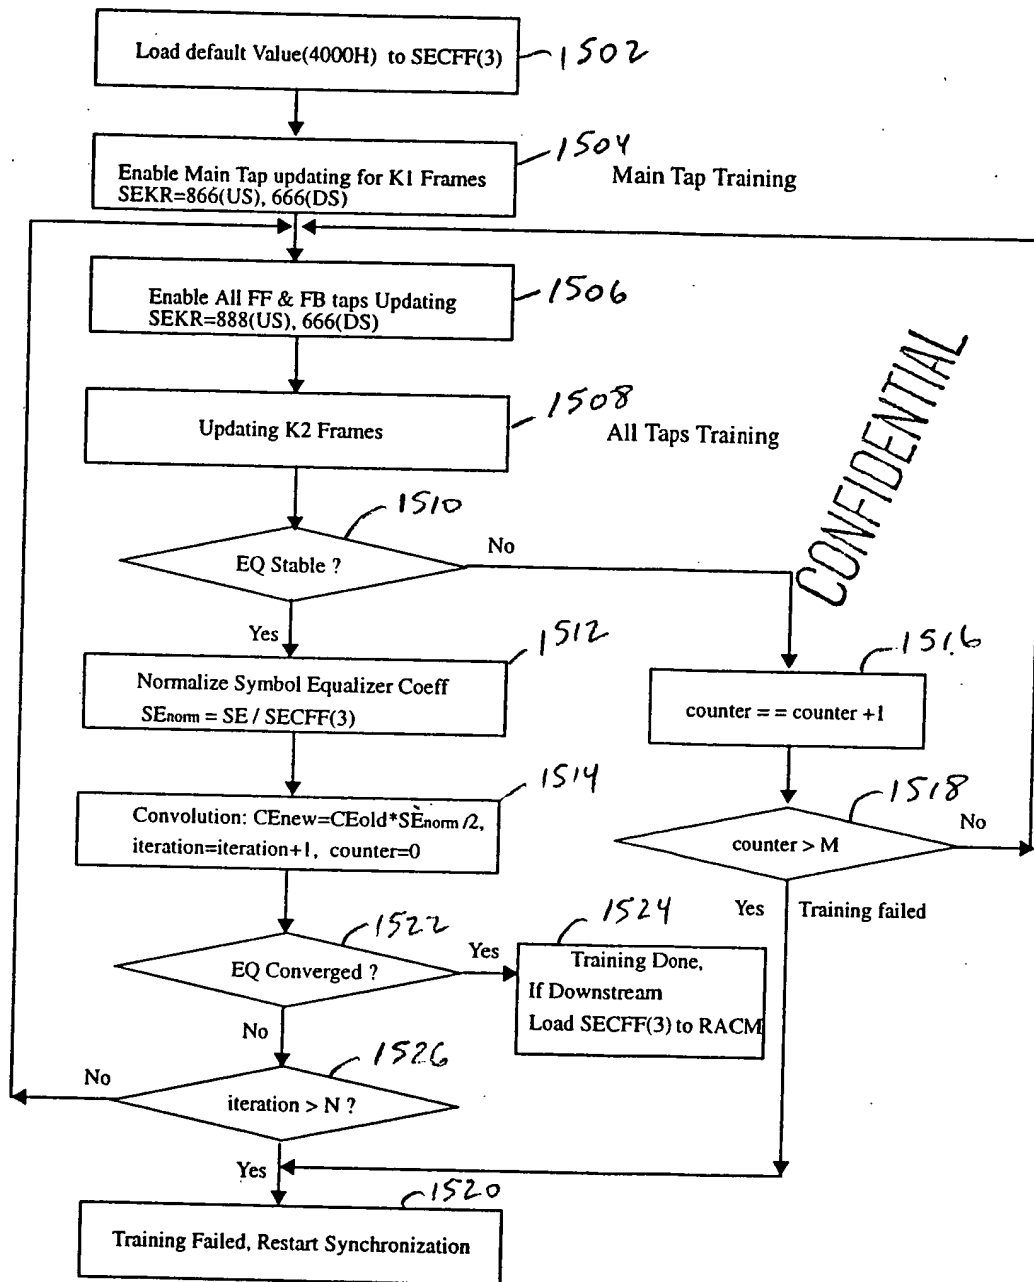 Load default Value(4000H) to SECFF(3)
1502
1504
Enable Main Tap updating for K1 Frames
SEKR=866(US), 666(DS)
Main Tap Training
1506
Enable All FF & FB taps Updating
SEKR=888(US), 666(DS)
1508
Updating K2 Frames
All Taps Training
CONFIDENTIAL
1510
EQ Stable ?
No
Yes
1512
Normalize Symbol Equalizer Coeff
SEnorm = SE / SECFF(3)
1516
counter = = counter +1
1514
Convolution: CEnew=CEold*SÈnorm /2,
iteration=iteration+1, counter=0
1518
counter > M
No
Yes
Training failed
1522
EQ Converged ?
Yes
1524
Training Done,
If Downstream
Load SECFF(3) to RACM
No
1526
No
iteration > N ?
Yes
1520
Training Failed, Restart Synchronization